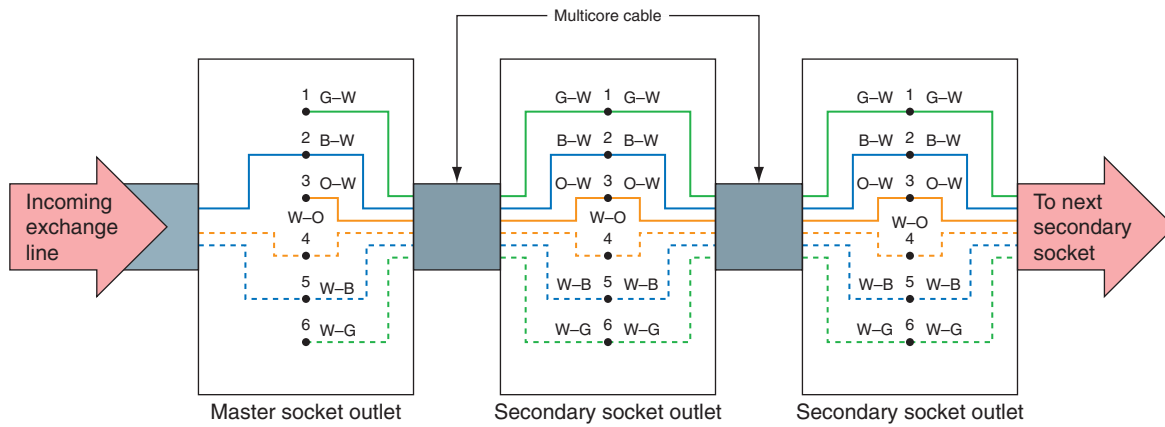 Multicore cable
Incoming
exchange
line
1
G–W
2
B–W
3
O–W
W–O
4
5
W–B
6
W–G
Master socket outlet
G–W 1 G–W
B–W 2 B–W
O–W 3 O–W
W–O
4
W–B 5 W–B
W–G 6 W–G
Secondary socket outlet
G–W 1 G–W
B–W 2 B–W
O–W 3 O–W
W–O
4
W–B 5 W–B
W–G 6 W–G
Secondary socket outlet
To next
secondary
socket